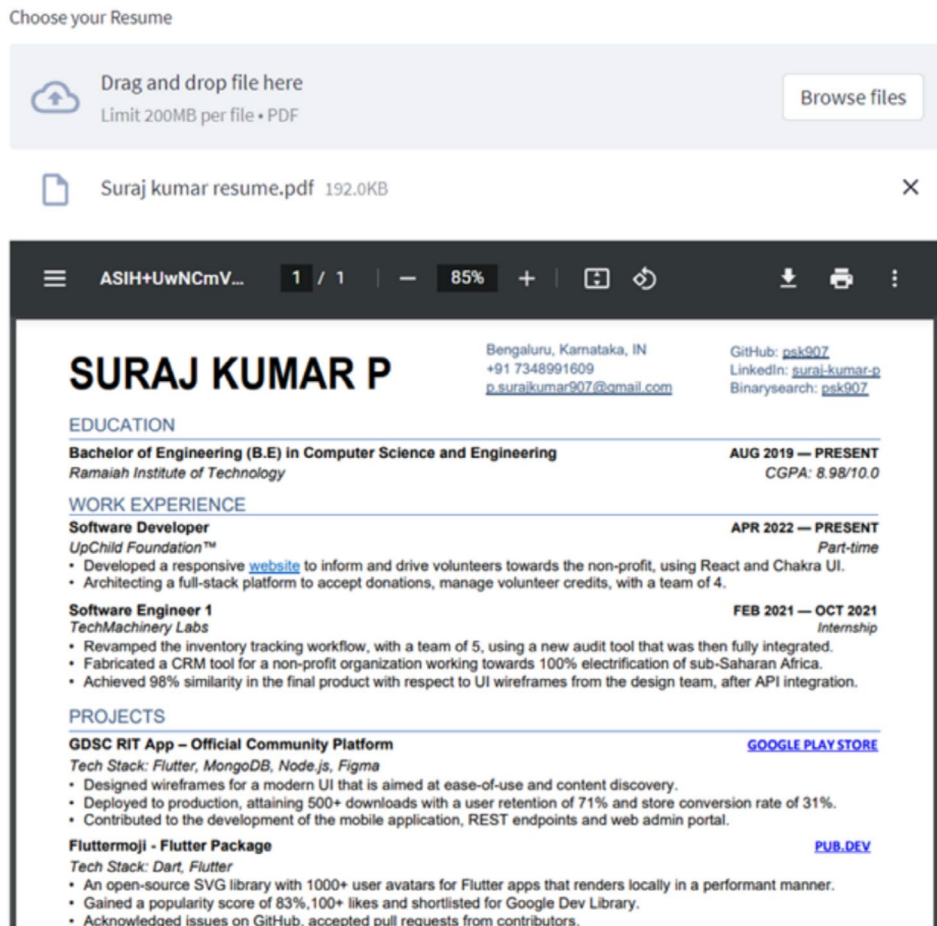 Choose your Resume
Drag and drop file here
Limit 200MB per file • PDF
Browse files
Suraj kumar resume.pdf 192.0KB
ASIH+UwNCmV... 1 / 1 85%
SURAJ KUMAR P
Bengaluru, Karnataka, IN
+91 7348991609
p.surajkumar907@gmail.com
GitHub: psk907
LinkedIn: suraj-kumar-p
Binarysearch: psk907
EDUCATION
Bachelor of Engineering (B.E) in Computer Science and Engineering AUG 2019 — PRESENT
Ramaiah Institute of Technology CGPA: 8.98/10.0
WORK EXPERIENCE
Software Developer APR 2022 — PRESENT
UpChild Foundation™ Part-time
• Developed a responsive website to inform and drive volunteers towards the non-profit, using React and Chakra UI.
• Architecting a full-stack platform to accept donations, manage volunteer credits, with a team of 4.
Software Engineer 1 FEB 2021 — OCT 2021
TechMachinery Labs Internship
• Revamped the inventory tracking workflow, with a team of 5, using a new audit tool that was then fully integrated.
• Fabricated a CRM tool for a non-profit organization working towards 100% electrification of sub-Saharan Africa.
• Achieved 98% similarity in the final product with respect to UI wireframes from the design team, after API integration.
PROJECTS
GDSC RIT App – Official Community Platform GOOGLE PLAY STORE
Tech Stack: Flutter, MongoDB, Node.js, Figma
• Designed wireframes for a modern UI that is aimed at ease-of-use and content discovery.
• Deployed to production, attaining 500+ downloads with a user retention of 71% and store conversion rate of 31%.
• Contributed to the development of the mobile application, REST endpoints and web admin portal.
Fluttermoji - Flutter Package PUB.DEV
Tech Stack: Dart, Flutter
• An open-source SVG library with 1000+ user avatars for Flutter apps that renders locally in a performant manner.
• Gained a popularity score of 83%,100+ likes and shortlisted for Google Dev Library.
• Acknowledged issues on GitHub, accepted pull requests from contributors.